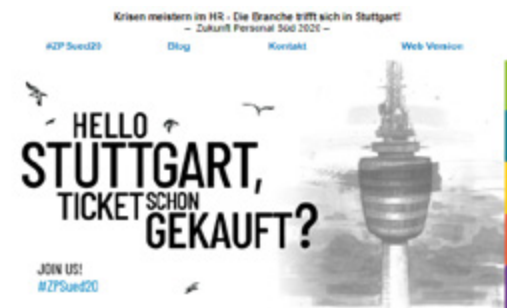 Krisen meistern im HR - Die Branche trifft sich in Stuttgart!
– Zukunft Personal Süd 2020 –
#ZPSued20 Blog Kontakt Web Version
HELLO
STUTTGART,
TICKET SCHON
GEKAUFT?
JOIN US!
#ZPSued20